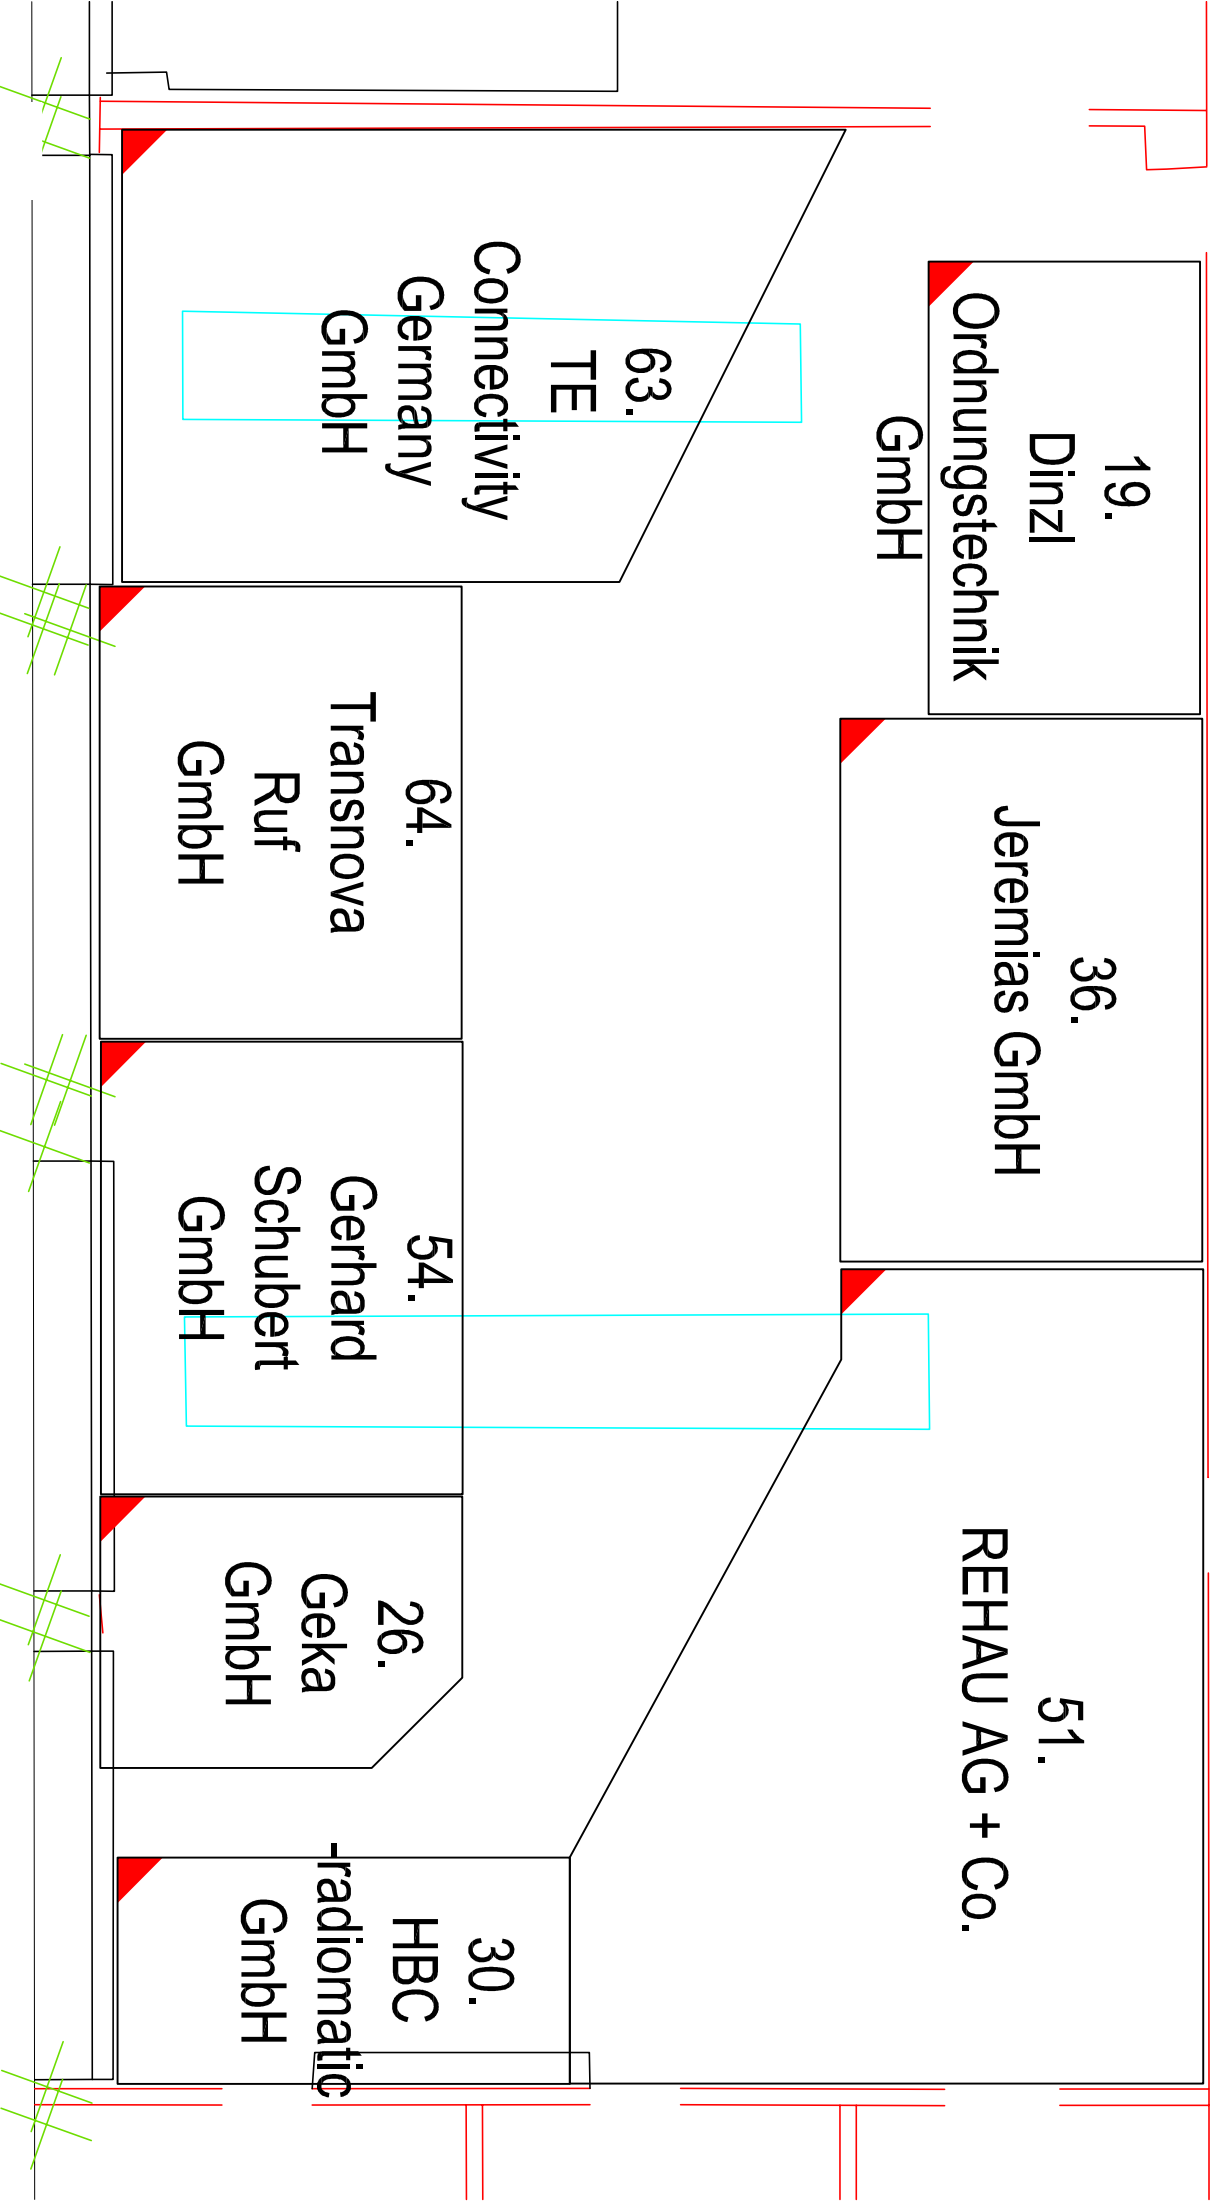 19.
Dinzl
Ordnungstechnik
GmbH
36.
Jeremias GmbH
51.
REHAU AG + Co.
63.
TE
Connectivity
Germany
GmbH
64.
Transnova
Ruf
GmbH
54.
Gerhard
Schubert
GmbH
26.
Geka
GmbH
30.
HBC
-radiomatic
GmbH